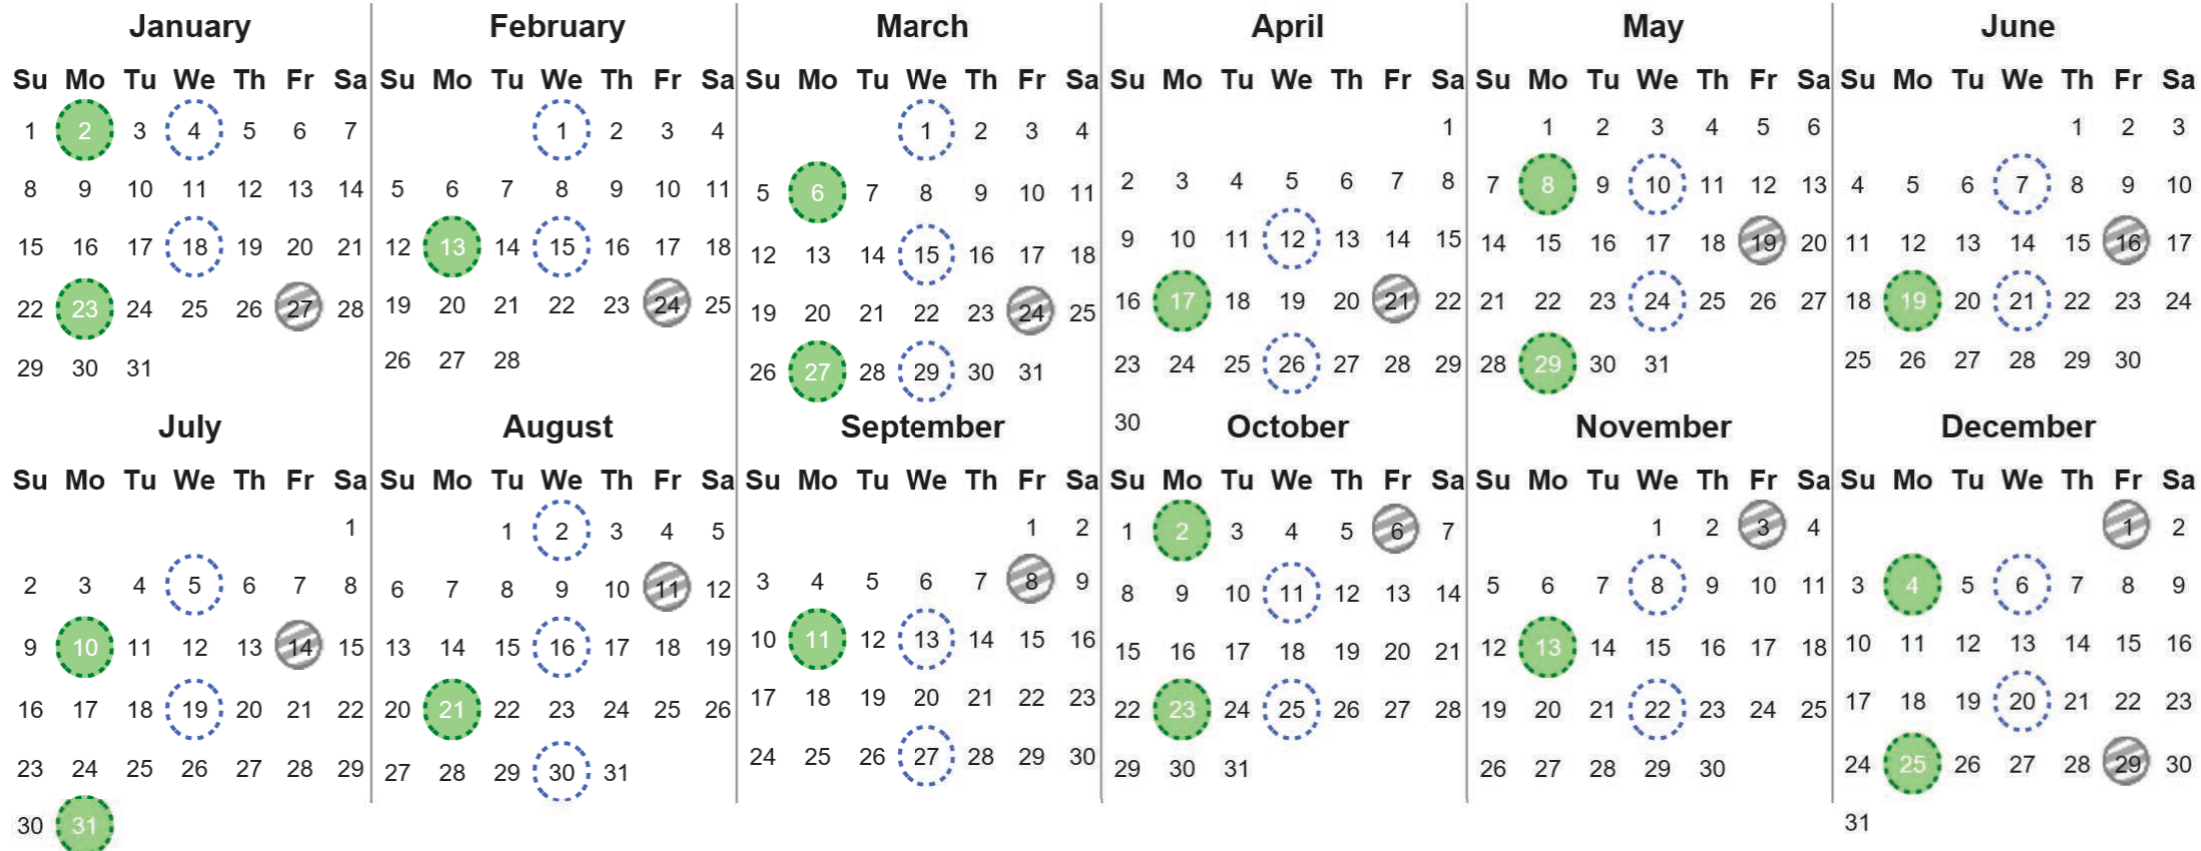 January
Su Mo Tu We Th Fr Sa
1 2 3 4 5 6 7
8 9 10 11 12 13 14
15 16 17 18 19 20 21
22 23 24 25 26 27 28
29 30 31
February
Su Mo Tu We Th Fr Sa
1 2 3 4
5 6 7 8 9 10 11
12 13 14 15 16 17 18
19 20 21 22 23 24 25
26 27 28
March
Su Mo Tu We Th Fr Sa
1 2 3 4
5 6 7 8 9 10 11
12 13 14 15 16 17 18
19 20 21 22 23 24 25
26 27 28 29 30 31
April
Su Mo Tu We Th Fr Sa
1
2 3 4 5 6 7 8
9 10 11 12 13 14 15
16 17 18 19 20 21 22
23 24 25 26 27 28 29
30
May
Su Mo Tu We Th Fr Sa
1 2 3 4 5 6
7 8 9 10 11 12 13
14 15 16 17 18 19 20
21 22 23 24 25 26 27
28 29 30 31
June
Su Mo Tu We Th Fr Sa
1 2 3
4 5 6 7 8 9 10
11 12 13 14 15 16 17
18 19 20 21 22 23 24
25 26 27 28 29 30
July
Su Mo Tu We Th Fr Sa
1
2 3 4 5 6 7 8
9 10 11 12 13 14 15
16 17 18 19 20 21 22
23 24 25 26 27 28 29
30 31
August
Su Mo Tu We Th Fr Sa
1 2 3 4 5
6 7 8 9 10 11 12
13 14 15 16 17 18 19
20 21 22 23 24 25 26
27 28 29 30 31
September
Su Mo Tu We Th Fr Sa
1 2
3 4 5 6 7 8 9
10 11 12 13 14 15 16
17 18 19 20 21 22 23
24 25 26 27 28 29 30
October
Su Mo Tu We Th Fr Sa
1 2 3 4 5 6 7
8 9 10 11 12 13 14
15 16 17 18 19 20 21
22 23 24 25 26 27 28
29 30 31
November
Su Mo Tu We Th Fr Sa
1 2 3 4
5 6 7 8 9 10 11
12 13 14 15 16 17 18
19 20 21 22 23 24 25
26 27 28 29 30
December
Su Mo Tu We Th Fr Sa
1 2
3 4 5 6 7 8 9
10 11 12 13 14 15 16
17 18 19 20 21 22 23
24 25 26 27 28 29 30
31